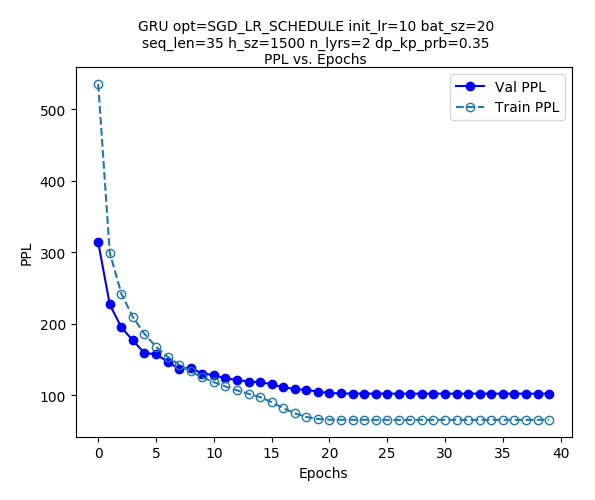 GRU opt=SGD_LR_SCHEDULE init_lr=10 bat_sz=20
seq_len=35 h_sz=1500 n_lyrs=2 dp_kp_prb=0.35
PPL vs. Epochs
Val PPL
Train PPL
500
400
300
200
100
PPL
0 5 10 15 20 25 30 35 40
Epochs